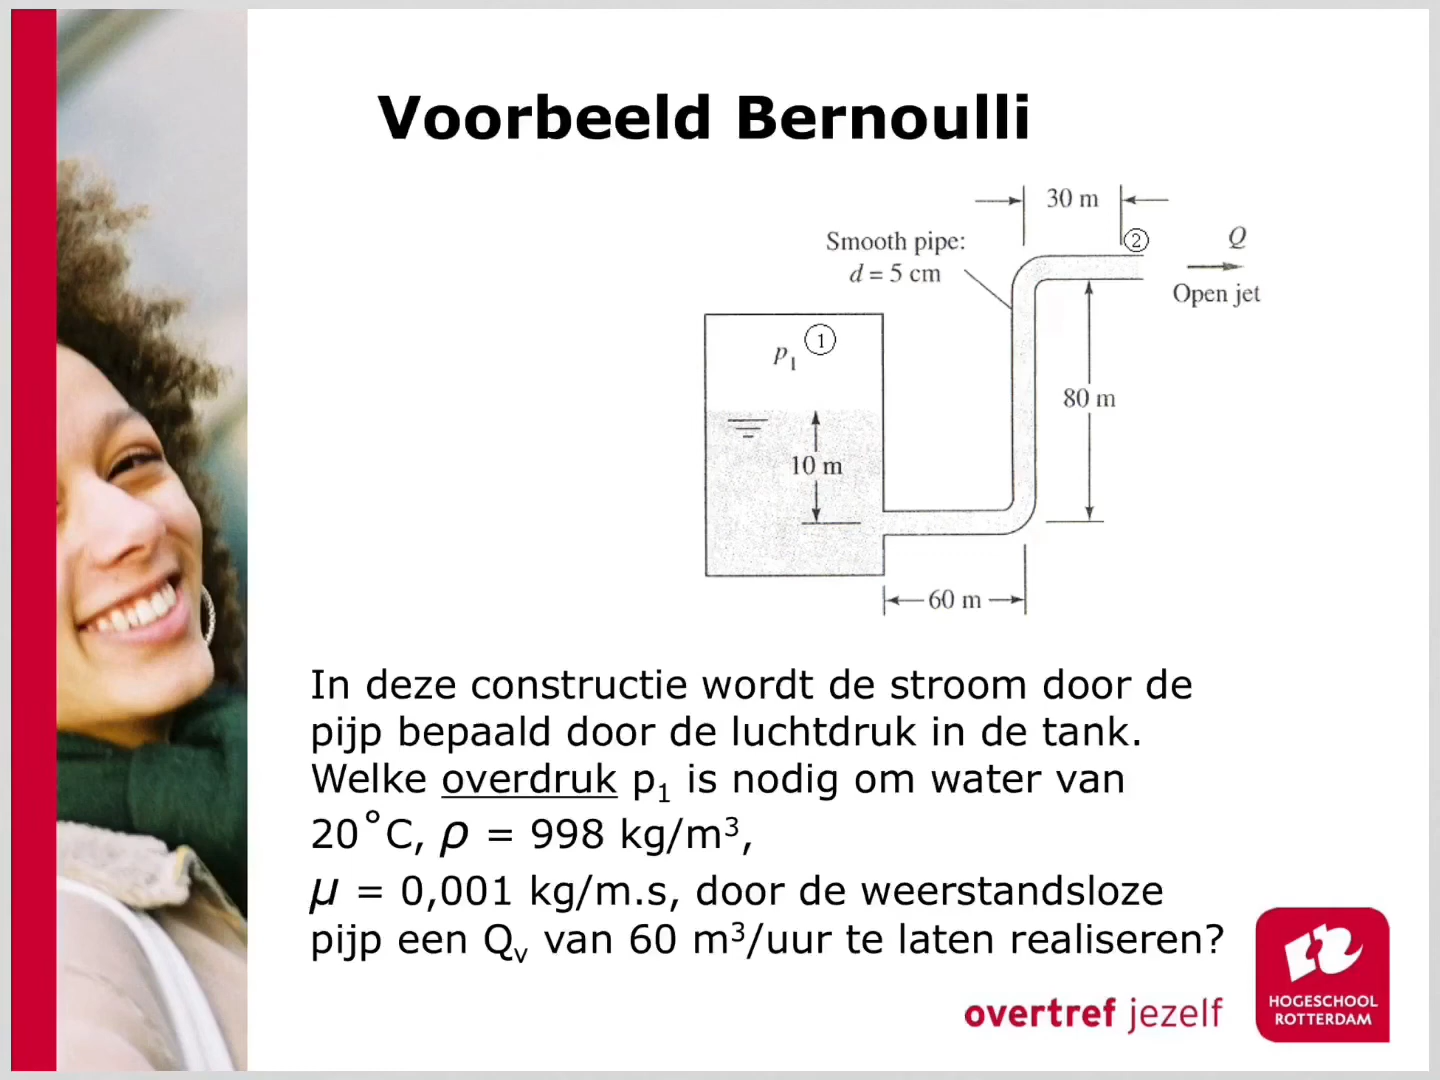 Voorbeeld Bernoulli
30 m
② Q
Smooth pipe:
d = 5 cm
Open jet
①
p₁
80 m
10 m
60 m
In deze constructie wordt de stroom door de
pijp bepaald door de luchtdruk in de tank.
Welke overdruk p₁ is nodig om water van
20˚C, ρ = 998 kg/m³,
μ = 0,001 kg/m.s, door de weerstandsloze
pijp een Qᵥ van 60 m³/uur te laten realiseren?
overtref jezelf
HOGESCHOOL
ROTTERDAM